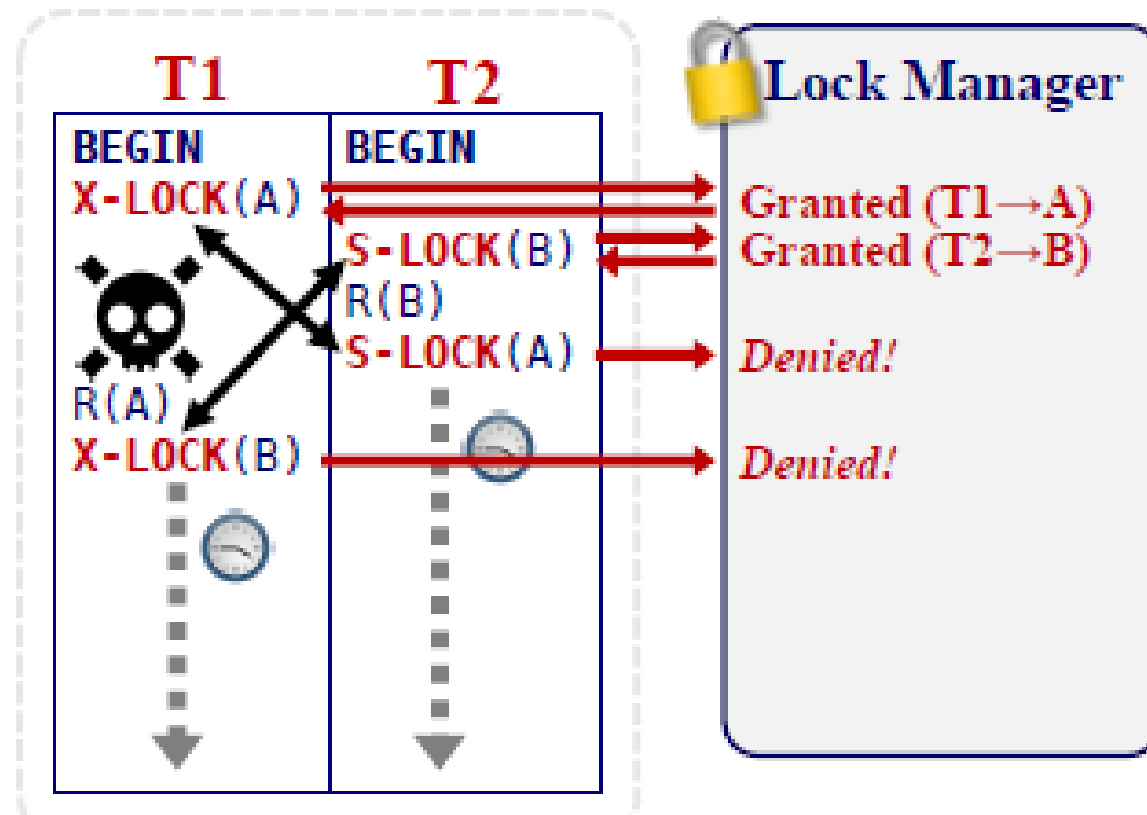 T1 T2
Lock Manager
BEGIN BEGIN
X-LOCK(A)
Granted (T1→A)
S-LOCK(B)
Granted (T2→B)
R(B)
S-LOCK(A)
Denied!
R(A)
X-LOCK(B)
Denied!